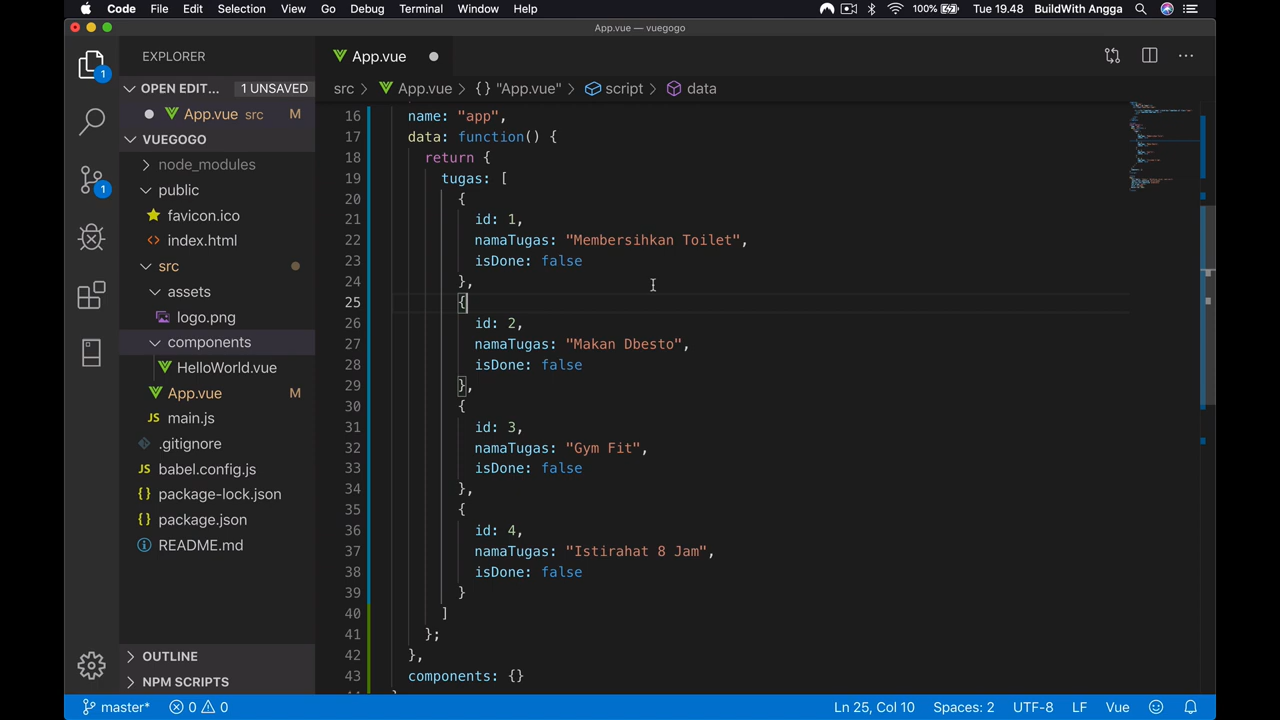 Code File Edit Selection View Go Debug Terminal Window Help 100% Tue 19.48 BuildWith Angga
App.vue — vuegogo
EXPLORER
App.vue
OPEN EDIT... 1 UNSAVED
src > App.vue > {} "App.vue" > script > data
App.vue src M
VUEGOGO
node_modules
public
favicon.ico
index.html
src
assets
logo.png
components
HelloWorld.vue
App.vue M
JS main.js
.gitignore
JS babel.config.js
{} package-lock.json
{} package.json
README.md
OUTLINE
NPM SCRIPTS
1
1
16 name: "app",
17 data: function() {
18 return {
19 tugas: [
20 {
21 id: 1,
22 namaTugas: "Membersihkan Toilet",
23 isDone: false
24 },
25 {
26 id: 2,
27 namaTugas: "Makan Dbesto",
28 isDone: false
29 },
30 {
31 id: 3,
32 namaTugas: "Gym Fit",
33 isDone: false
34 },
35 {
36 id: 4,
37 namaTugas: "Istirahat 8 Jam",
38 isDone: false
39 }
40 ]
41 };
42 },
43 components: {}
master* 0 0 Ln 25, Col 10 Spaces: 2 UTF-8 LF Vue